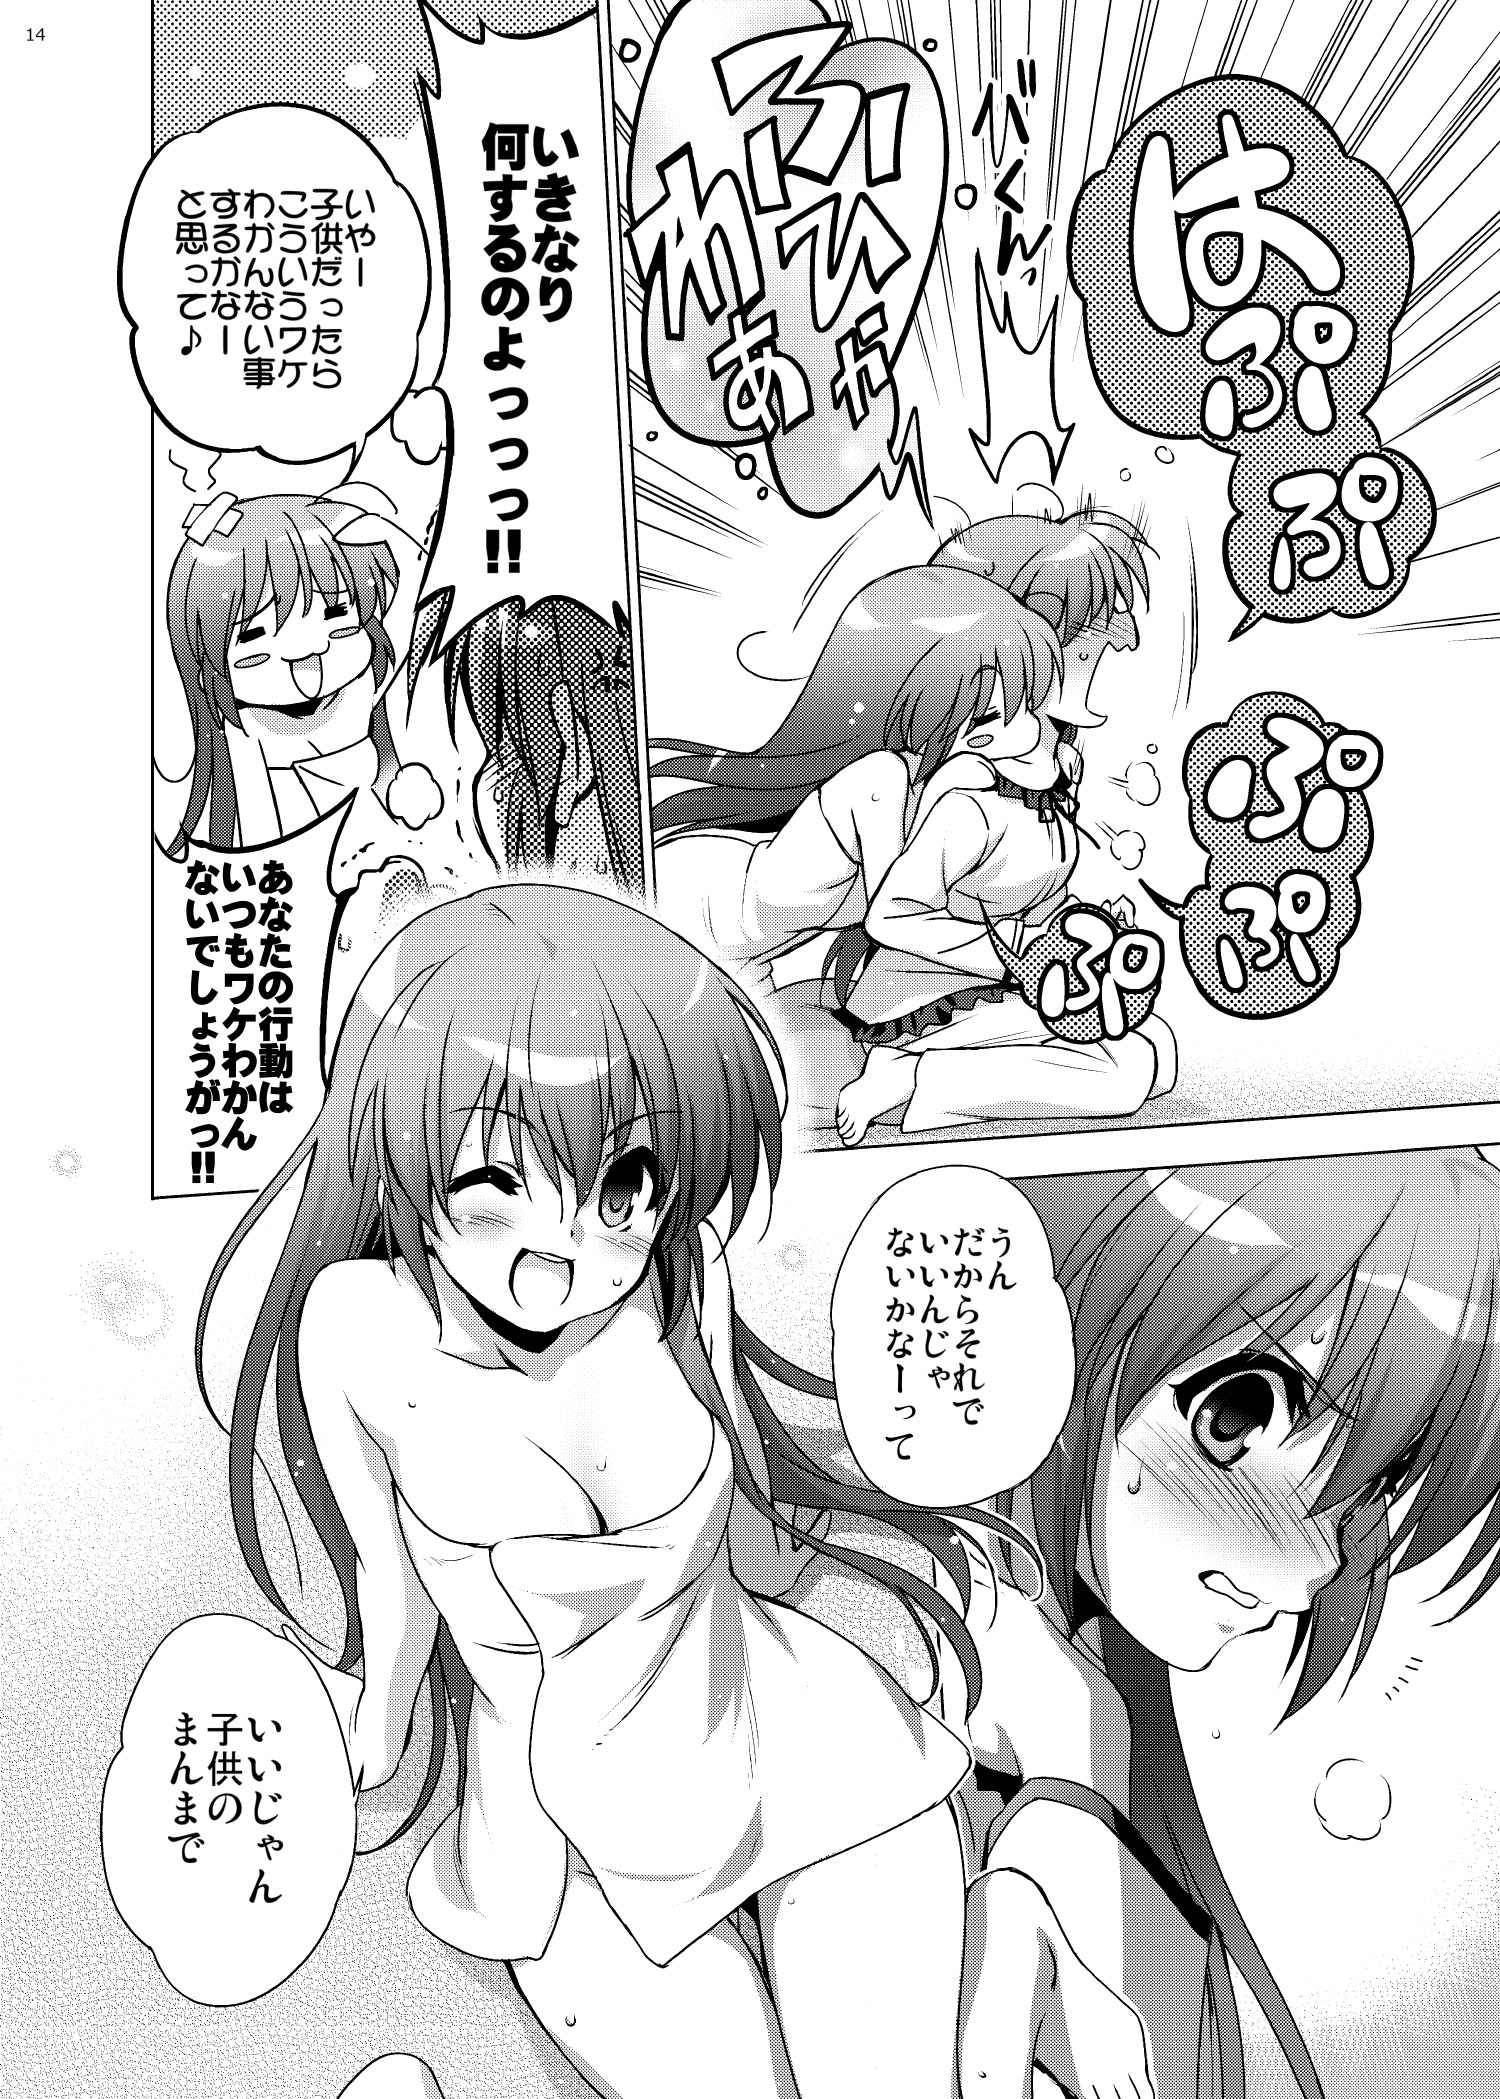 14
はぷぷ
ぱくんっ
ふひゃ
わあ
ぷぷ
ぷ
いきなり
何するのよっっっ!!
いやー
子供だったら
こういうワケ
わかんない事
するかなー
と思って♪
あなたの行動は
いつもワケわかん
ないでしょうがっ!!
うん
だからそれで
いいんじゃ
ないかなーって
いいじゃん
子供の
まんまで